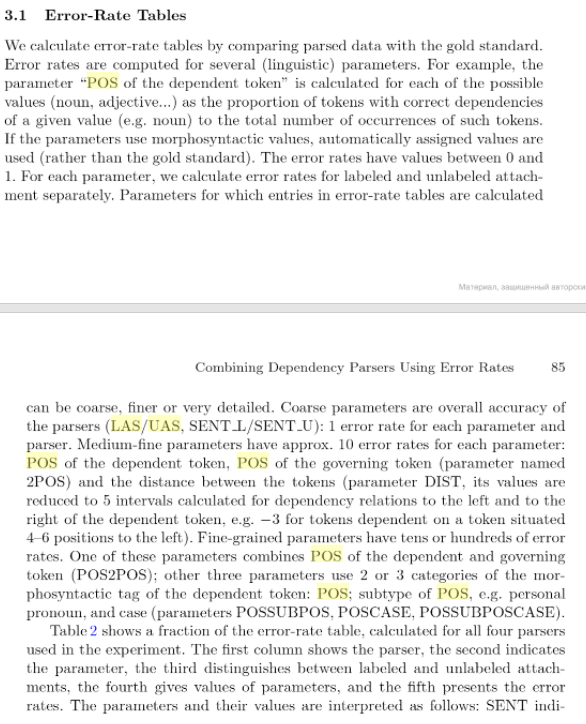 3.1 Error-Rate Tables
We calculate error-rate tables by comparing parsed data with the gold standard.
Error rates are computed for several (linguistic) parameters. For example, the
parameter “POS of the dependent token” is calculated for each of the possible
values (noun, adjective...) as the proportion of tokens with correct dependencies
of a given value (e.g. noun) to the total number of occurrences of such tokens.
If the parameters use morphosyntactic values, automatically assigned values are
used (rather than the gold standard). The error rates have values between 0 and
1. For each parameter, we calculate error rates for labeled and unlabeled attach-
ment separately. Parameters for which entries in error-rate tables are calculated
Материал, защищенный авторски
Combining Dependency Parsers Using Error Rates 85
can be coarse, finer or very detailed. Coarse parameters are overall accuracy of
the parsers (LAS/UAS, SENT_L/SENT_U): 1 error rate for each parameter and
parser. Medium-fine parameters have approx. 10 error rates for each parameter:
POS of the dependent token, POS of the governing token (parameter named
2POS) and the distance between the tokens (parameter DIST, its values are
reduced to 5 intervals calculated for dependency relations to the left and to the
right of the dependent token, e.g. −3 for tokens dependent on a token situated
4–6 positions to the left). Fine-grained parameters have tens or hundreds of error
rates. One of these parameters combines POS of the dependent and governing
token (POS2POS); other three parameters use 2 or 3 categories of the mor-
phosyntactic tag of the dependent token: POS; subtype of POS, e.g. personal
pronoun, and case (parameters POSSUBPOS, POSCASE, POSSUBPOSCASE).
Table 2 shows a fraction of the error-rate table, calculated for all four parsers
used in the experiment. The first column shows the parser, the second indicates
the parameter, the third distinguishes between labeled and unlabeled attach-
ments, the fourth gives values of parameters, and the fifth presents the error
rates. The parameters and their values are interpreted as follows: SENT indi-